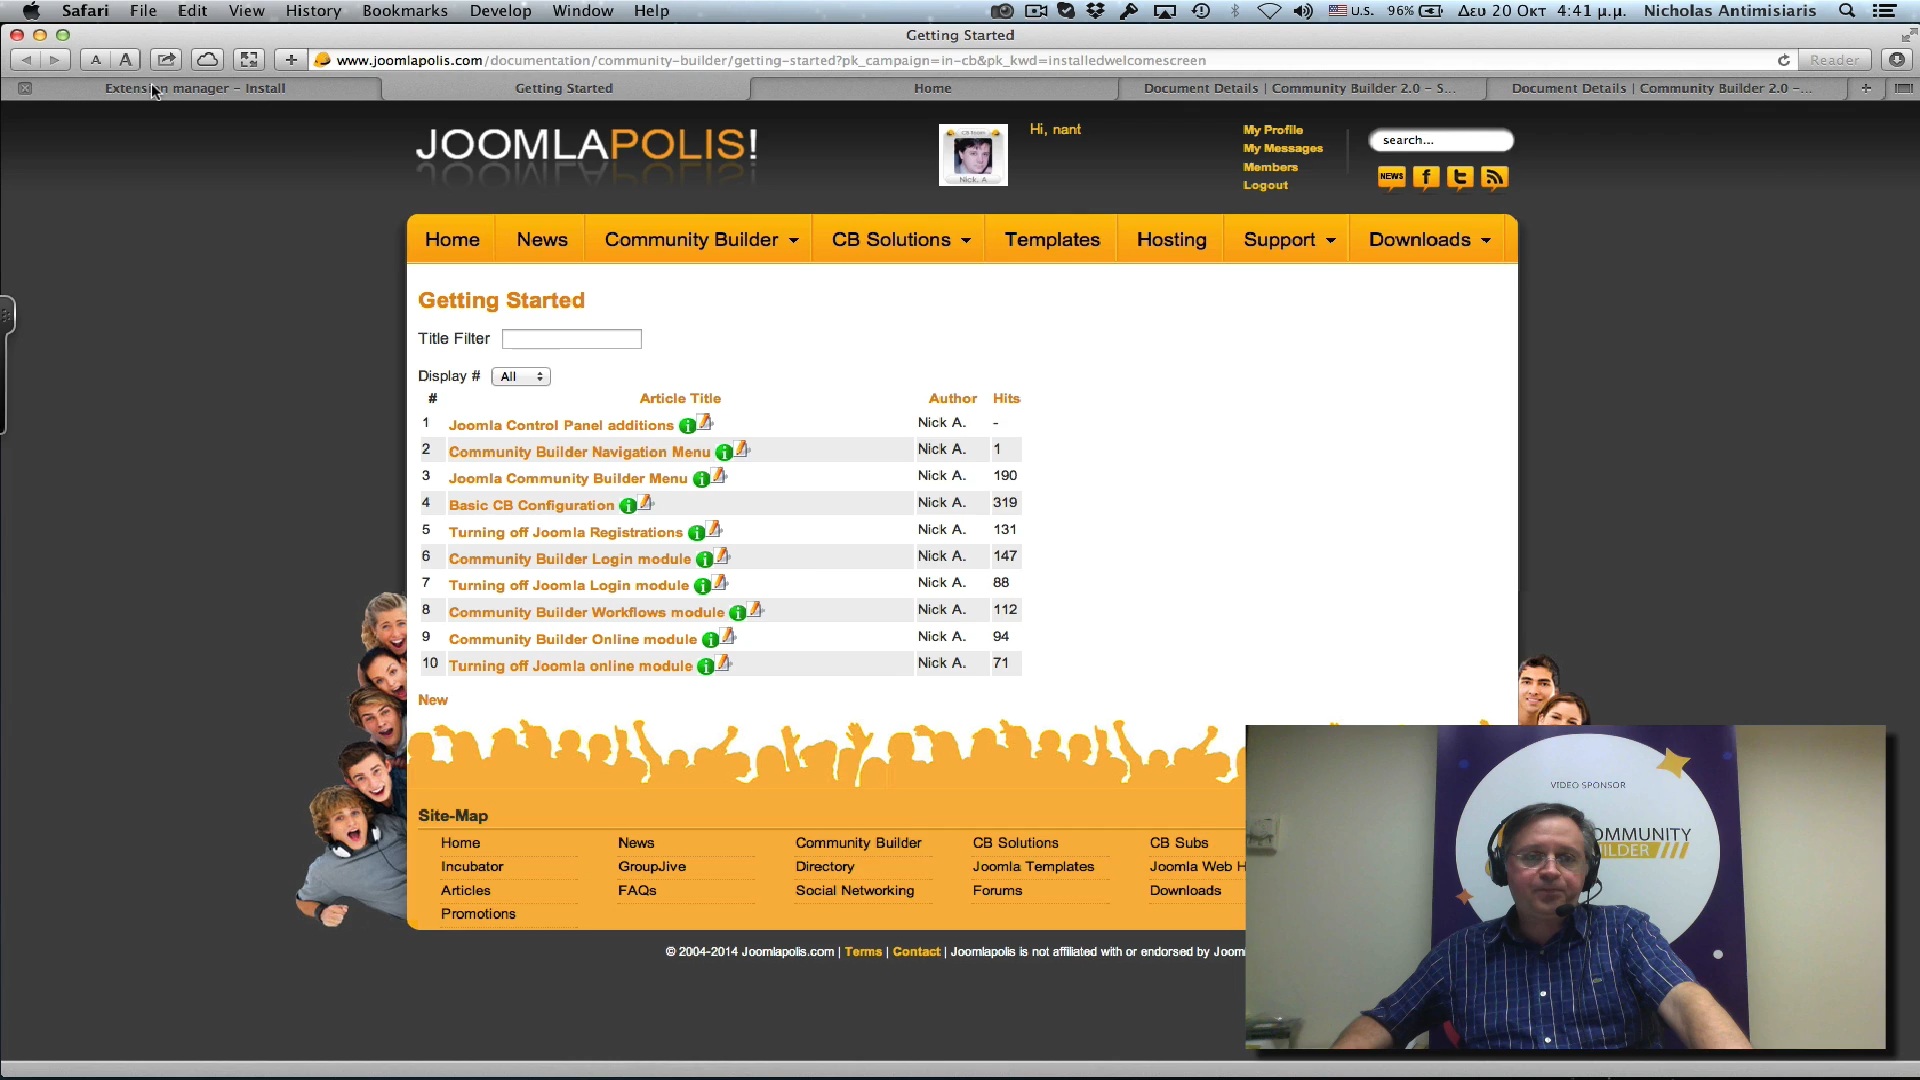 Safari File Edit View History Bookmarks Develop Window Help U.S. 96% Δευ 20 Οκτ 4:41 μ.μ. Nicholas Antimisiaris
Getting Started
A A + www.joomlapolis.com/documentation/community-builder/getting-started?pk_campaign=in-cb&pk_kwd=installedwelcomescreen Reader
Extension manager – Install Getting Started Home Document Details | Community Builder 2.0 – S... Document Details | Community Builder 2.0 –... +
JOOMLAPOLIS!
Nick. A
Hi, nant
My Profile
My Messages
Members
Logout
search...
NEWS
Home News Community Builder CB Solutions Templates Hosting Support Downloads
Getting Started
Title Filter
Display # All
# Article Title Author Hits
1 Joomla Control Panel additions Nick A. -
2 Community Builder Navigation Menu Nick A. 1
3 Joomla Community Builder Menu Nick A. 190
4 Basic CB Configuration Nick A. 319
5 Turning off Joomla Registrations Nick A. 131
6 Community Builder Login module Nick A. 147
7 Turning off Joomla Login module Nick A. 88
8 Community Builder Workflows module Nick A. 112
9 Community Builder Online module Nick A. 94
10 Turning off Joomla online module Nick A. 71
New
Site-Map
Home News Community Builder CB Solutions CB Subs
Incubator GroupJive Directory Joomla Templates Joomla Web H
Articles FAQs Social Networking Forums Downloads
Promotions
© 2004-2014 Joomlapolis.com | Terms | Contact | Joomlapolis is not affiliated with or endorsed by Joom
VIDEO SPONSOR
OMMUNITY
ILDER